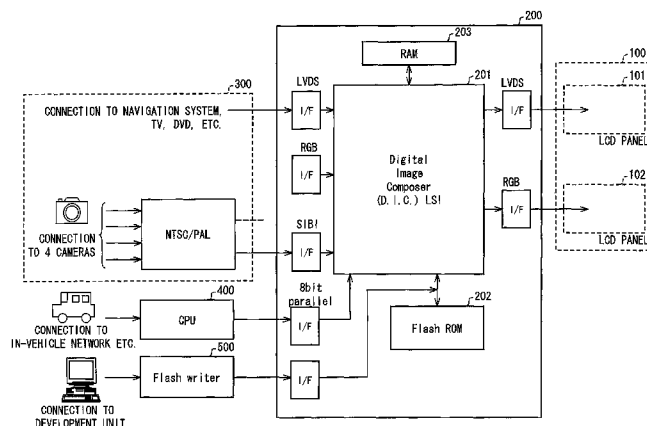 200
203
RAM
100
300
LVDS
201
LVDS
101
CONNECTION TO NAVIGATION SYSTEM,
TV, DVD, ETC.
I/F
I/F
LCD PANEL
RGB
I/F
Digital
Image
Composer
(D.I.C.) LSI
RGB
I/F
102
LCD PANEL
NTSC/PAL
SIBI
I/F
CONNECTION
TO 4 CAMERAS
400
8bit
parallel
CPU
I/F
202
Flash ROM
CONNECTION TO
IN-VEHICLE NETWORK ETC.
500
Flash writer
I/F
CONNECTION TO
DEVELOPMENT UNIT